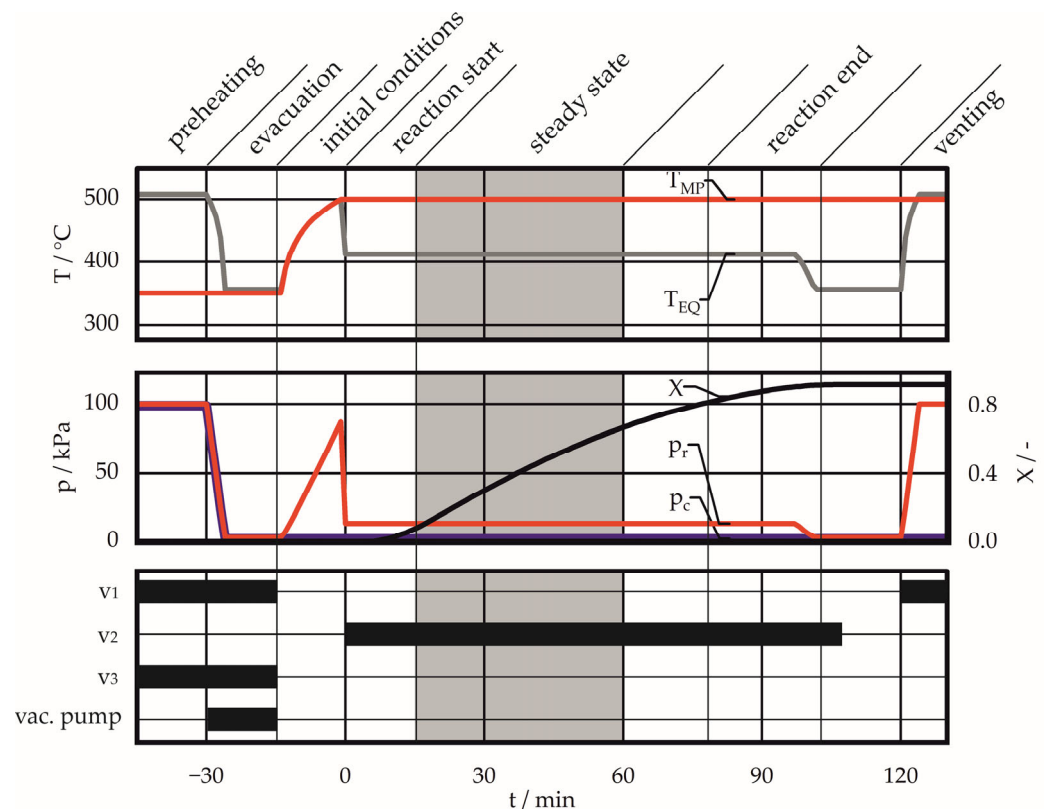 preheating
evacuation
initial conditions
reaction start
steady state
reaction end
venting
T / °C
500
400
300
T_MP
T_EQ
p / kPa
100
50
0
X
p_r
p_c
0.8
0.4
0.0
X / -
v1
v2
v3
vac. pump
−30 0 30 60 90 120
t / min